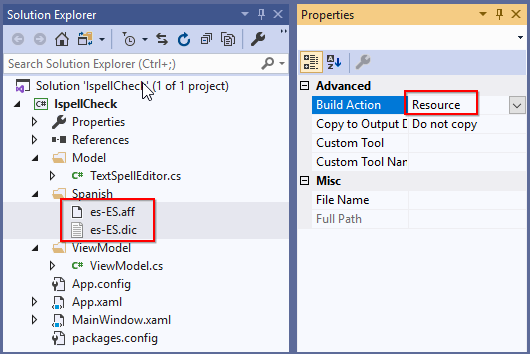 Solution Explorer
Search Solution Explorer (Ctrl+;)
Solution 'IspellCheck' (1 of 1 project)
IspellCheck
Properties
References
Model
TextSpellEditor.cs
Spanish
es-ES.aff
es-ES.dic
ViewModel
ViewModel.cs
App.config
App.xaml
MainWindow.xaml
packages.config
Properties
Advanced
Build Action Resource
Copy to Output D Do not copy
Custom Tool
Custom Tool Nam
Misc
File Name
Full Path